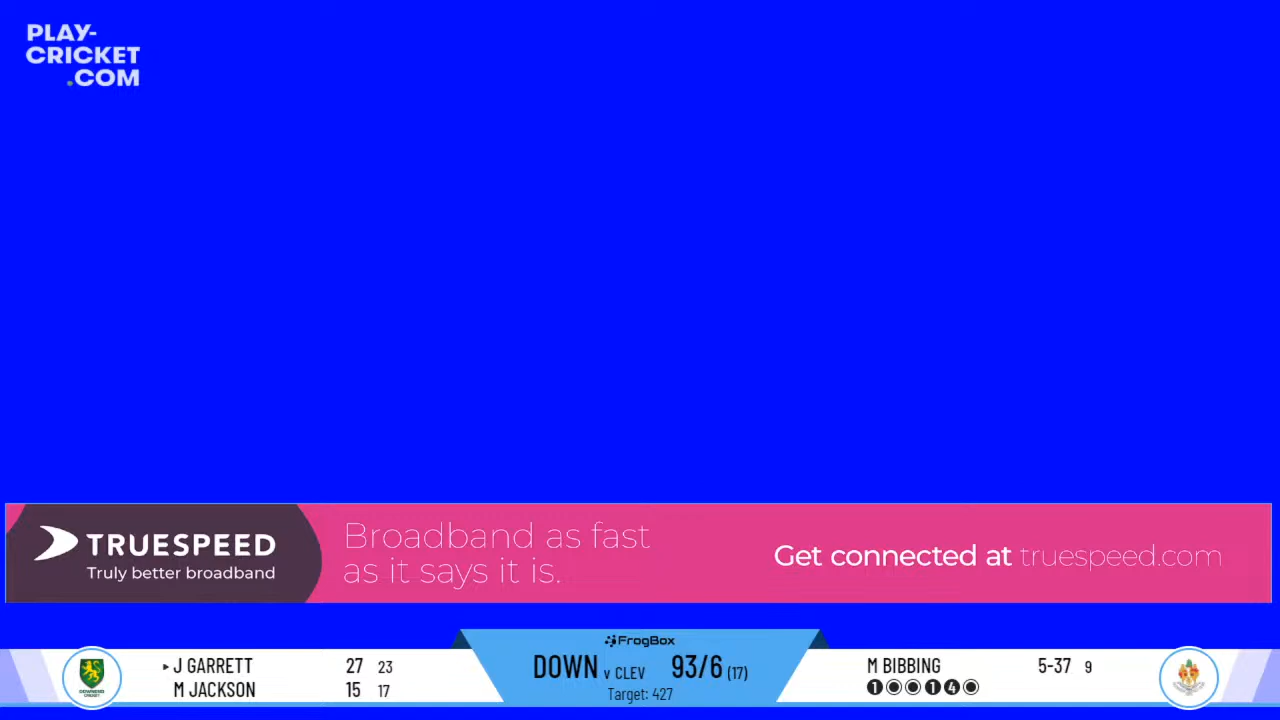 PLAY-
CRICKET
.COM
TRUESPEED
Truly better broadband
Broadband as fast
as it says it is.
Get connected at truespeed.com
FrogBox
J GARRETT 27 23
M JACKSON 15 17
DOWN v CLEV 93/6 (17)
Target: 427
M BIBBING 5-37 9
1 1 4